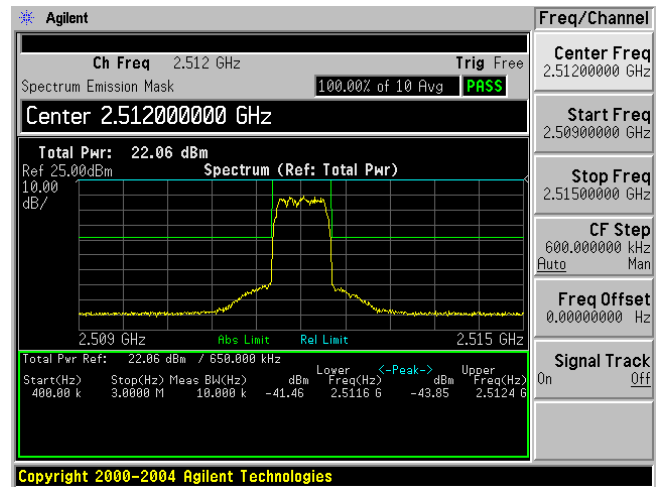 Agilent
Freq/Channel
Ch Freq 2.512 GHz Trig Free
Spectrum Emission Mask 100.00% of 10 Avg PASS
Center 2.512000000 GHz
Total Pwr: 22.06 dBm
Ref 25.00dBm Spectrum (Ref: Total Pwr)
10.00
dB/
2.509 GHz Abs Limit Rel Limit 2.515 GHz
Total Pwr Ref: 22.06 dBm / 650.000 kHz
Lower <-Peak-> Upper
Start(Hz) Stop(Hz) Meas BW(Hz) dBm Freq(Hz) dBm Freq(Hz)
400.00 k 3.0000 M 10.000 k -41.46 2.5116 G -43.85 2.5124 G
Center Freq
2.51200000 GHz
Start Freq
2.50900000 GHz
Stop Freq
2.51500000 GHz
CF Step
600.000000 kHz
Auto Man
Freq Offset
0.00000000 Hz
Signal Track
On Off
Copyright 2000-2004 Agilent Technologies